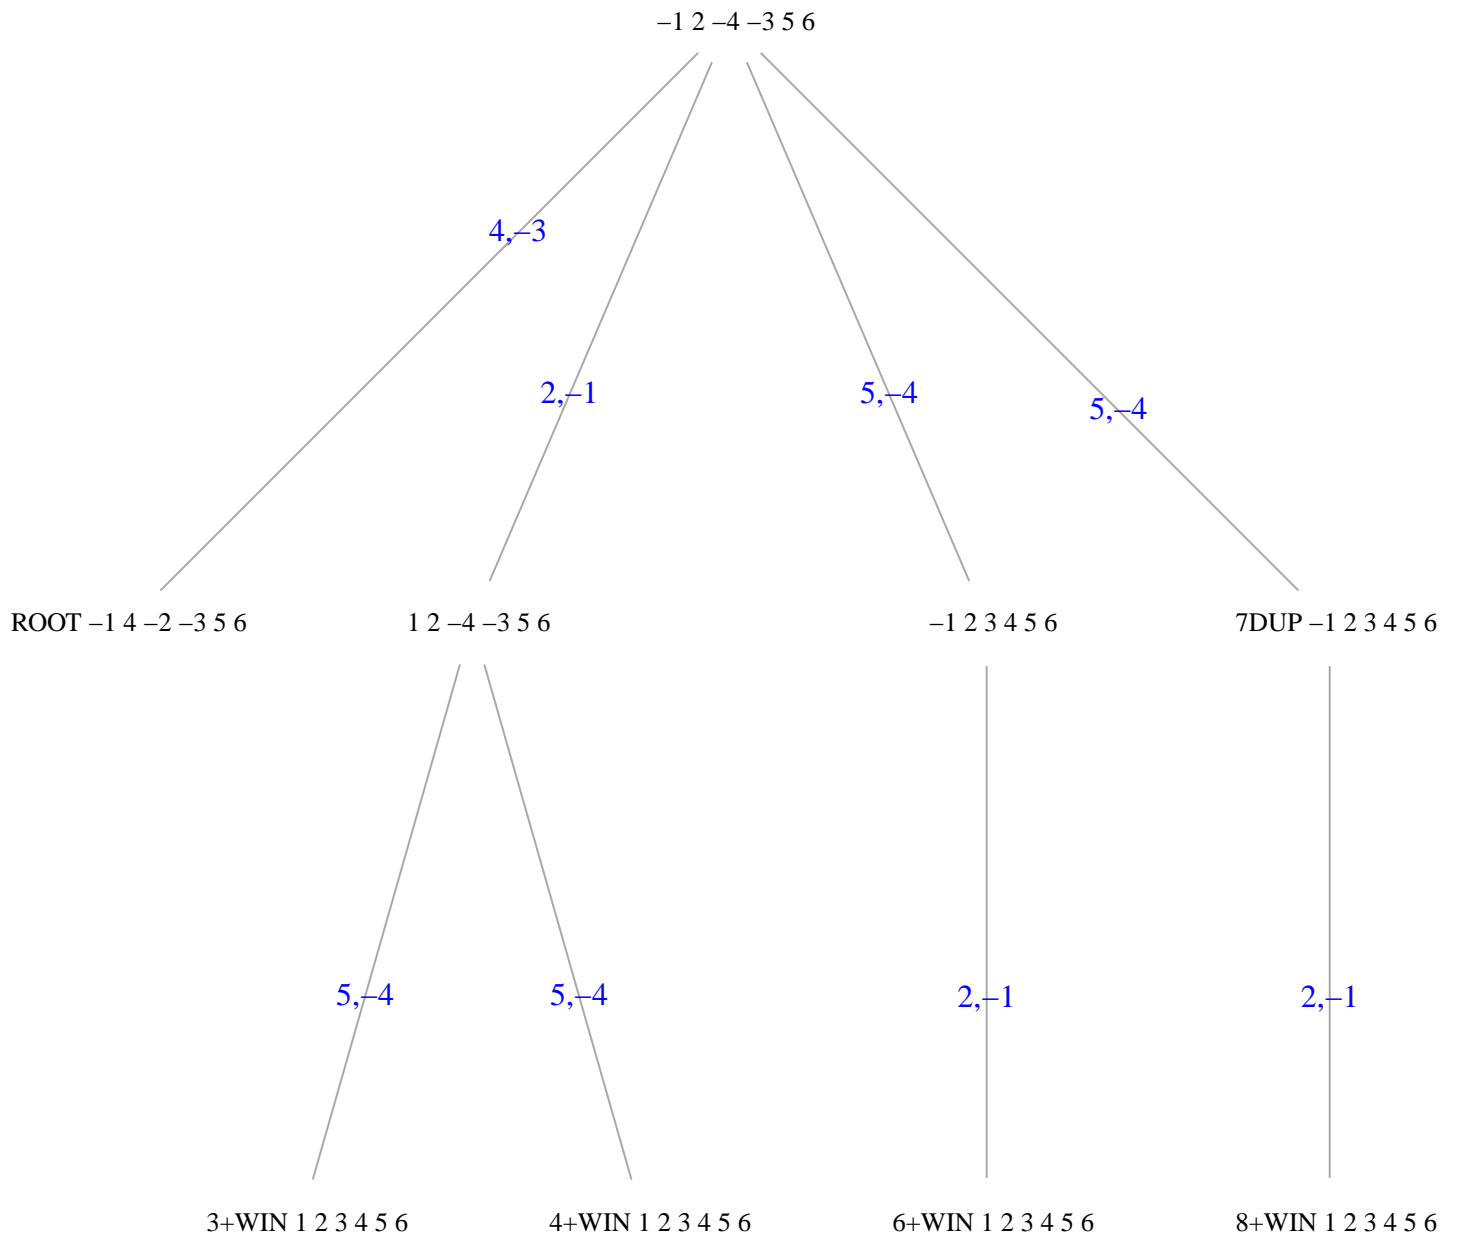 –1 2 –4 –3 5 6
4,–3
2,–1
5,–4
5,–4
ROOT –1 4 –2 –3 5 6
1 2 –4 –3 5 6
–1 2 3 4 5 6
7DUP –1 2 3 4 5 6
5,–4
5,–4
2,–1
2,–1
3+WIN 1 2 3 4 5 6
4+WIN 1 2 3 4 5 6
6+WIN 1 2 3 4 5 6
8+WIN 1 2 3 4 5 6